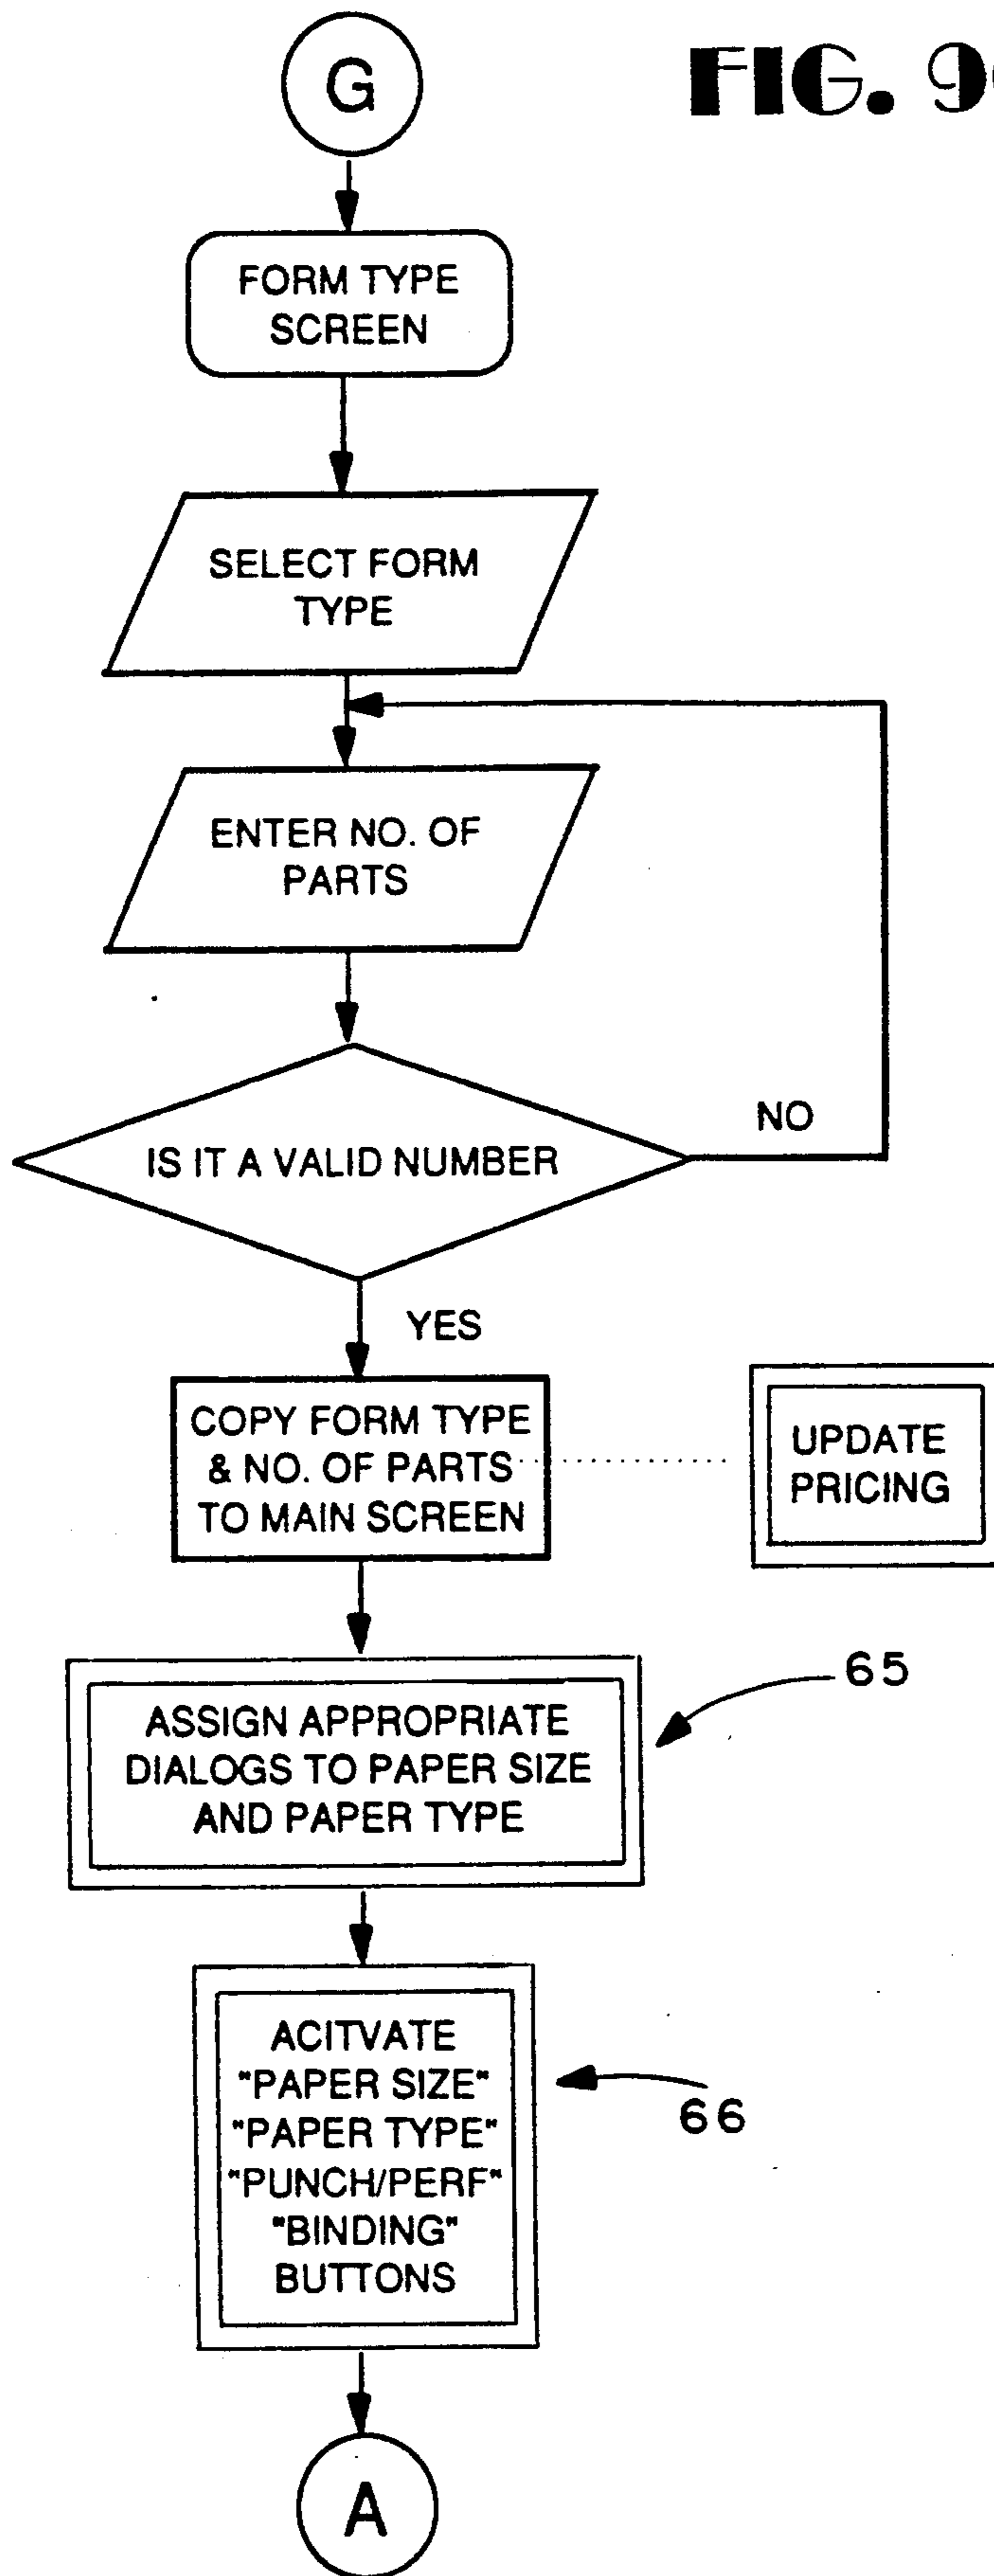 G
FIG. 9
FORM TYPE
SCREEN
SELECT FORM
TYPE
ENTER NO. OF
PARTS
IS IT A VALID NUMBER
NO
YES
COPY FORM TYPE
& NO. OF PARTS
TO MAIN SCREEN
UPDATE
PRICING
ASSIGN APPROPRIATE
DIALOGS TO PAPER SIZE
AND PAPER TYPE
65
ACITVATE
"PAPER SIZE"
"PAPER TYPE"
"PUNCH/PERF"
"BINDING"
BUTTONS
66
A